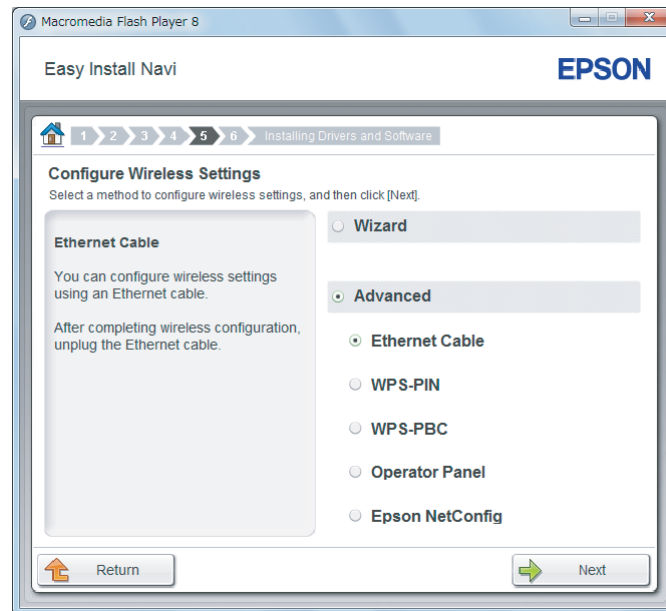 Macromedia Flash Player 8
Easy Install Navi
EPSON
1 2 3 4 5 6 Installing Drivers and Software
Configure Wireless Settings
Select a method to configure wireless settings, and then click [Next].
Ethernet Cable
You can configure wireless settings
using an Ethernet cable.
After completing wireless configuration,
unplug the Ethernet cable.
Wizard
Advanced
Ethernet Cable
WPS-PIN
WPS-PBC
Operator Panel
Epson NetConfig
Return
Next